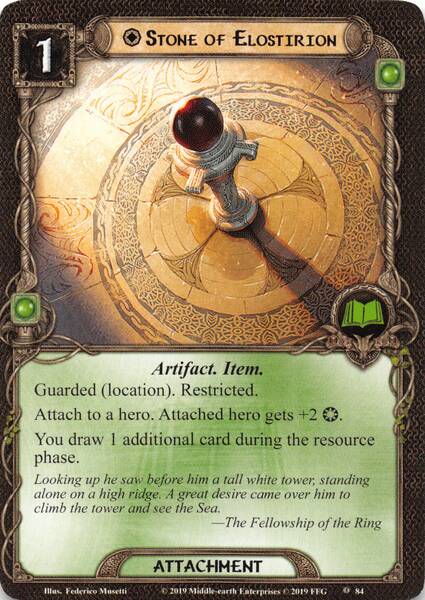 1
Stone of Elostirion
Artifact. Item.
Guarded (location). Restricted.
Attach to a hero. Attached hero gets +2 .
You draw 1 additional card during the resource
phase.
Looking up he saw before him a tall white tower, standing
alone on a high ridge. A great desire came over him to
climb the tower and see the Sea.
—The Fellowship of the Ring
ATTACHMENT
Illus. Federico Musetti © 2019 Middle-earth Enterprises © 2019 FFG 84